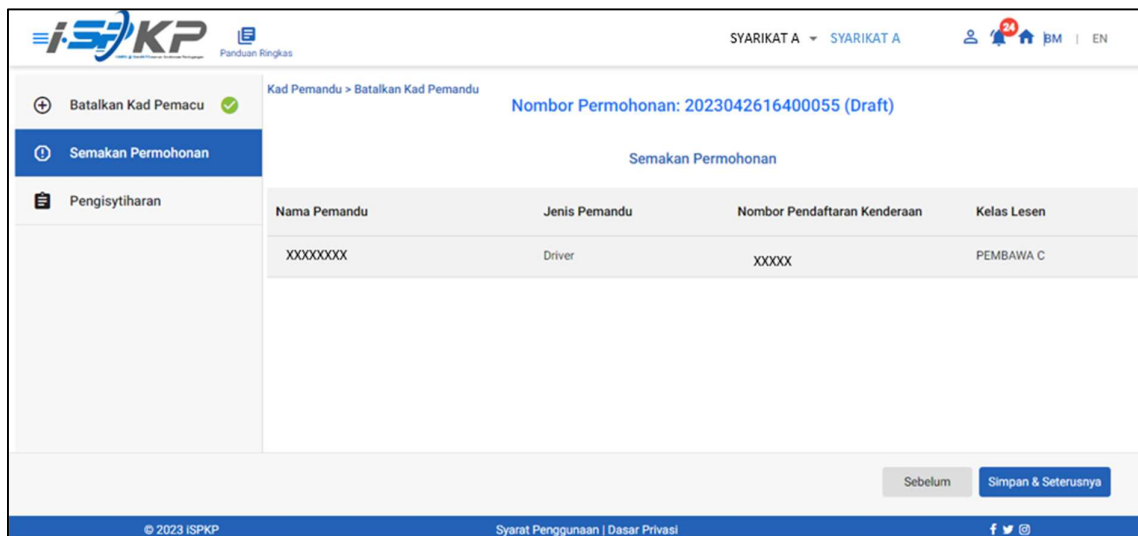 i-SPKP
Panduan Ringkas
SYARIKAT A SYARIKAT A
24
BM | EN
Batalkan Kad Pemacu
Semakan Permohonan
Pengisytiharan
Kad Pemandu > Batalkan Kad Pemandu
Nombor Permohonan: 2023042616400055 (Draft)
Semakan Permohonan
Nama Pemandu Jenis Pemandu Nombor Pendaftaran Kenderaan Kelas Lesen
XXXXXXXX Driver XXXXX PEMBAWA C
Sebelum Simpan & Seterusnya
© 2023 iSPKP Syarat Penggunaan | Dasar Privasi